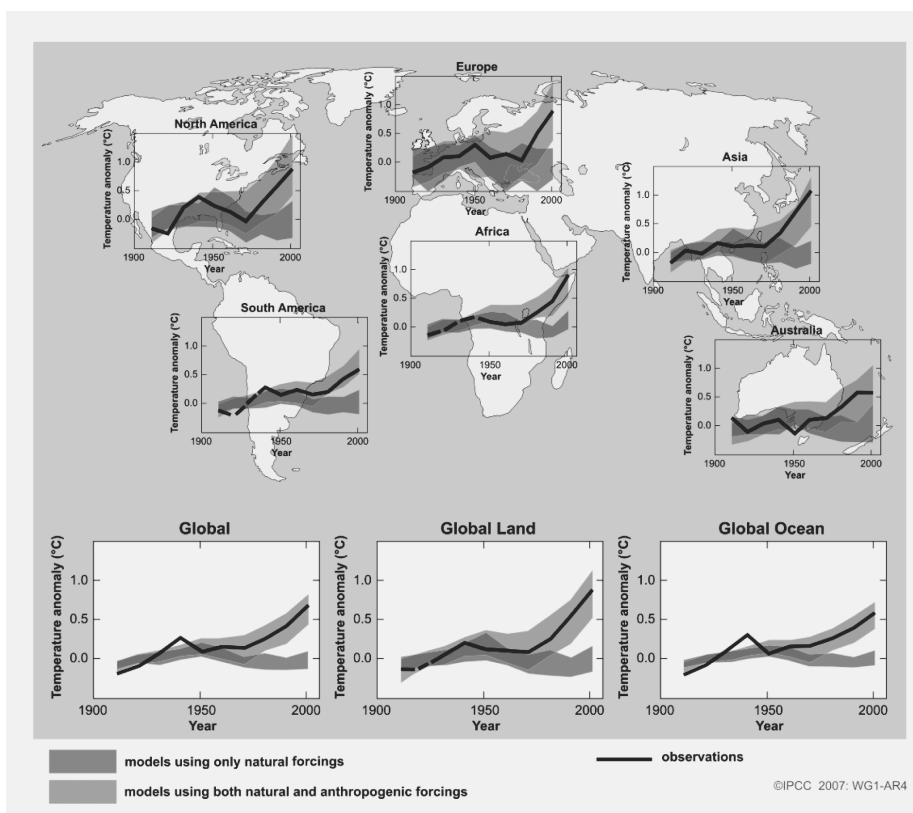 Europe
Temperature anomaly (°C)
1.0
0.5
0.0
1900
1950
Year
2000
North America
Temperature anomaly (°C)
1.0
0.5
0.0
1900
1950
2000
Year
Asia
Temperature anomaly (°C)
1.0
0.5
0.0
1900
1950
2000
Year
Africa
Temperature anomaly (°C)
1.0
0.5
0.0
1900
1950
2000
Year
South America
Temperature anomaly (°C)
1.0
0.5
0.0
1900
1950
2000
Year
Australia
Temperature anomaly (°C)
1.0
0.5
0.0
1900
1950
2000
Year
Global
Temperature anomaly (°C)
1.0
0.5
0.0
1900
1950
2000
Year
Global Land
Temperature anomaly (°C)
1.0
0.5
0.0
1900
1950
2000
Year
Global Ocean
Temperature anomaly (°C)
1.0
0.5
0.0
1900
1950
2000
Year
models using only natural forcings
observations
models using both natural and anthropogenic forcings
©IPCC 2007: WG1-AR4